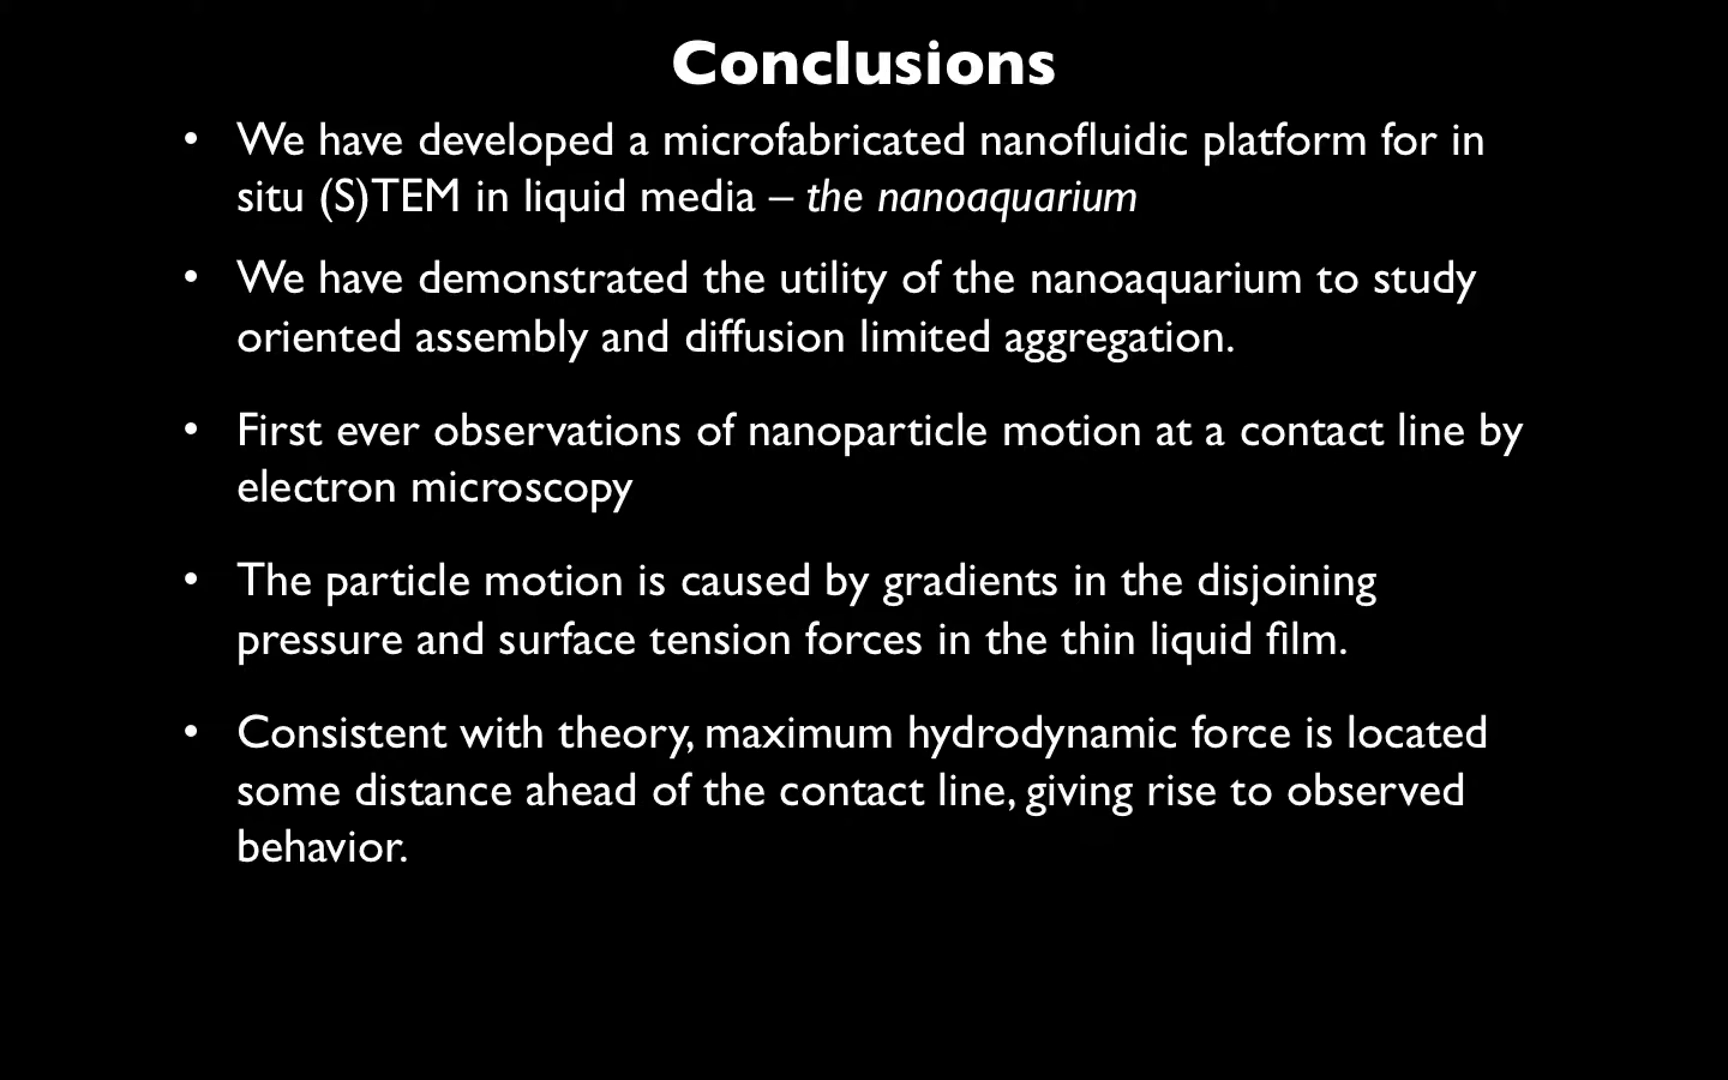 Conclusions
• We have developed a microfabricated nanofluidic platform for in
situ (S)TEM in liquid media – the nanoaquarium
• We have demonstrated the utility of the nanoaquarium to study
oriented assembly and diffusion limited aggregation.
• First ever observations of nanoparticle motion at a contact line by
electron microscopy
• The particle motion is caused by gradients in the disjoining
pressure and surface tension forces in the thin liquid film.
• Consistent with theory, maximum hydrodynamic force is located
some distance ahead of the contact line, giving rise to observed
behavior.